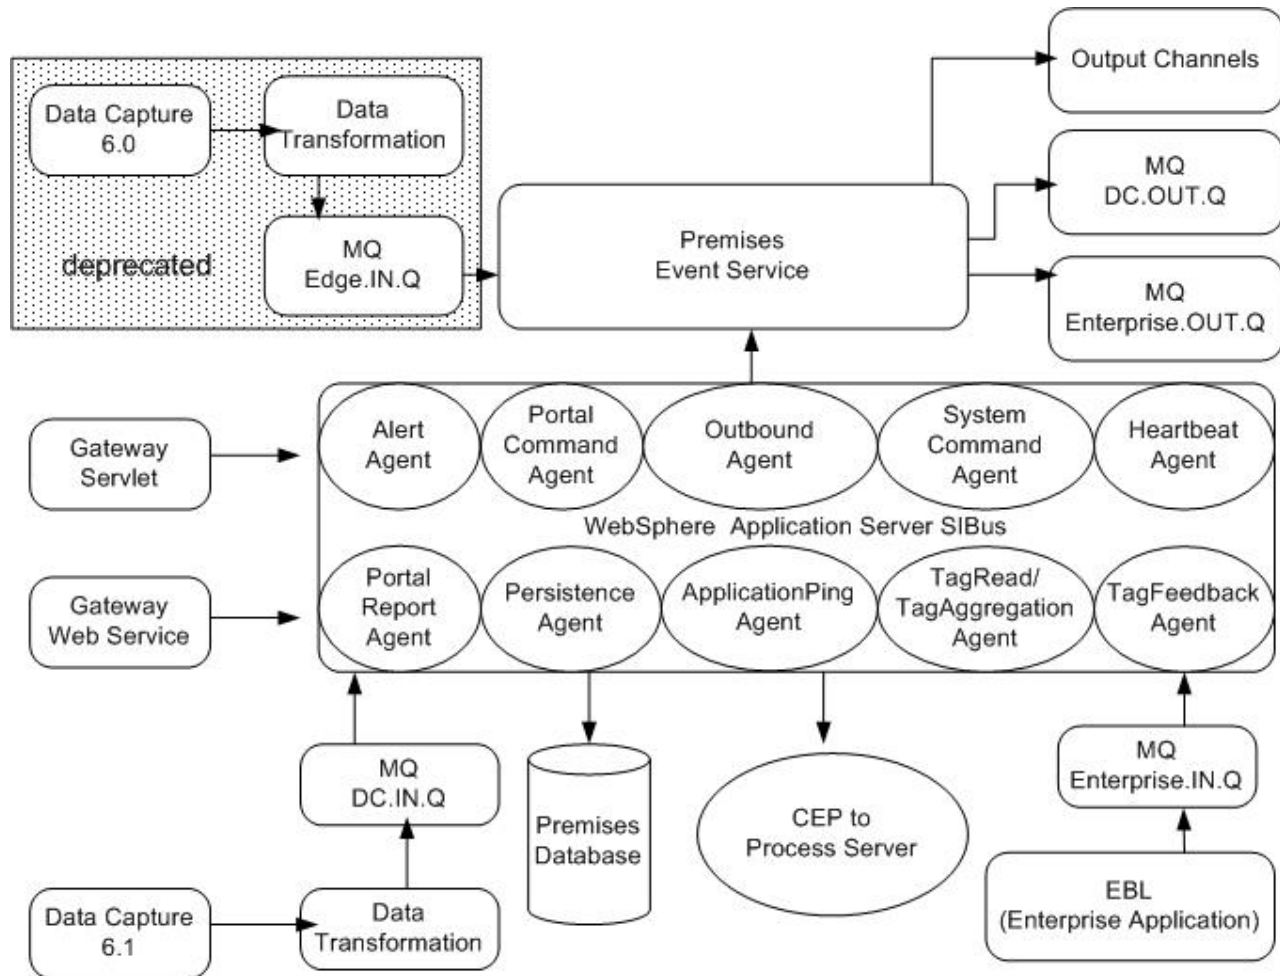 Output Channels
Data Capture
6.0
Data
Transformation
MQ
DC.OUT.Q
deprecated
MQ
Edge.IN.Q
Premises
Event Service
MQ
Enterprise.OUT.Q
Gateway
Servlet
Alert
Agent
Portal
Command
Agent
Outbound
Agent
System
Command
Agent
Heartbeat
Agent
WebSphere Application Server SIBus
Gateway
Web Service
Portal
Report
Agent
Persistence
Agent
ApplicationPing
Agent
TagRead/
TagAggregation
Agent
TagFeedback
Agent
MQ
DC.IN.Q
Premises
Database
CEP to
Process Server
MQ
Enterprise.IN.Q
Data Capture
6.1
Data
Transformation
EBL
(Enterprise Application)